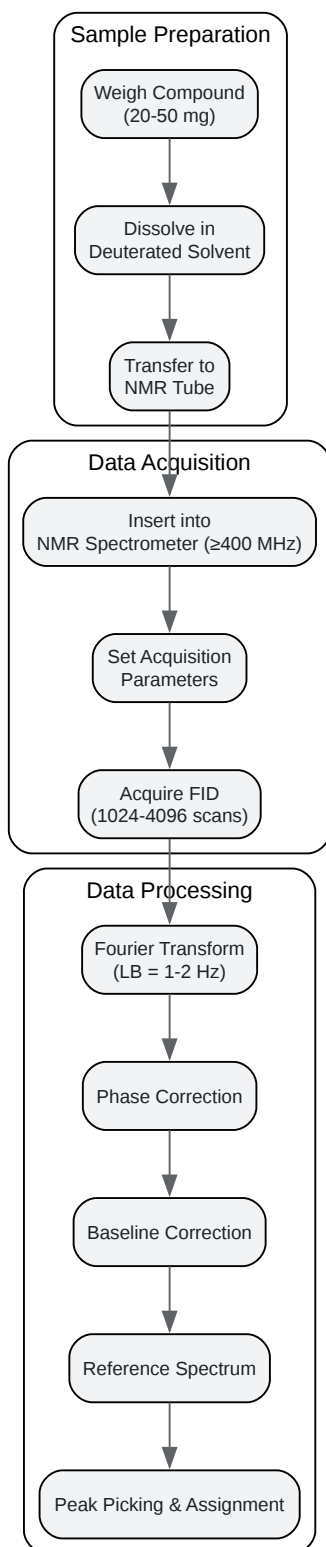 Sample Preparation
Weigh Compound
(20-50 mg)
Dissolve in
Deuterated Solvent
Transfer to
NMR Tube
Data Acquisition
Insert into
NMR Spectrometer (≥400 MHz)
Set Acquisition
Parameters
Acquire FID
(1024-4096 scans)
Data Processing
Fourier Transform
(LB = 1-2 Hz)
Phase Correction
Baseline Correction
Reference Spectrum
Peak Picking & Assignment